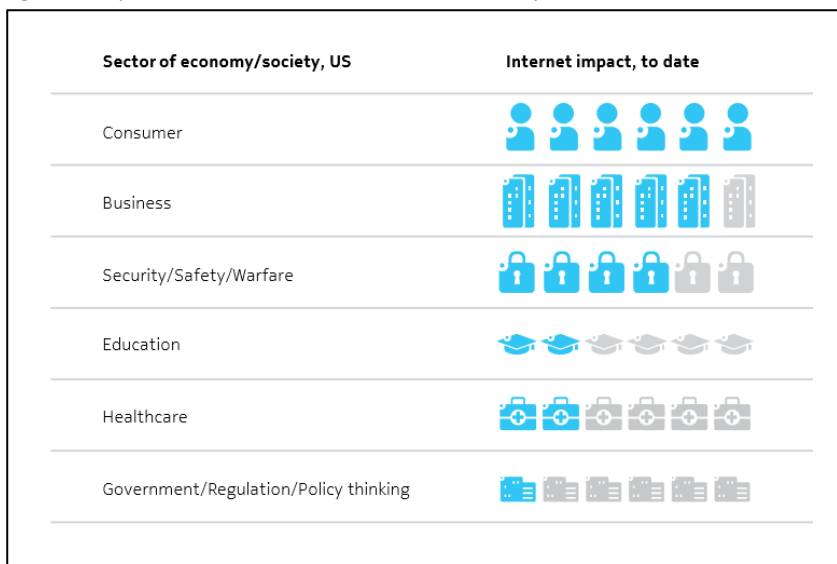 Sector of economy/society, US
Internet impact, to date
Consumer
Business
Security/Safety/Warfare
Education
Healthcare
Government/Regulation/Policy thinking